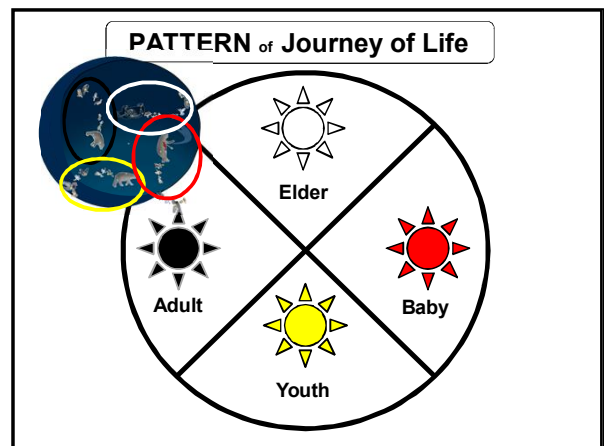 PATTERN of Journey of Life
Elder
Adult
Baby
Youth